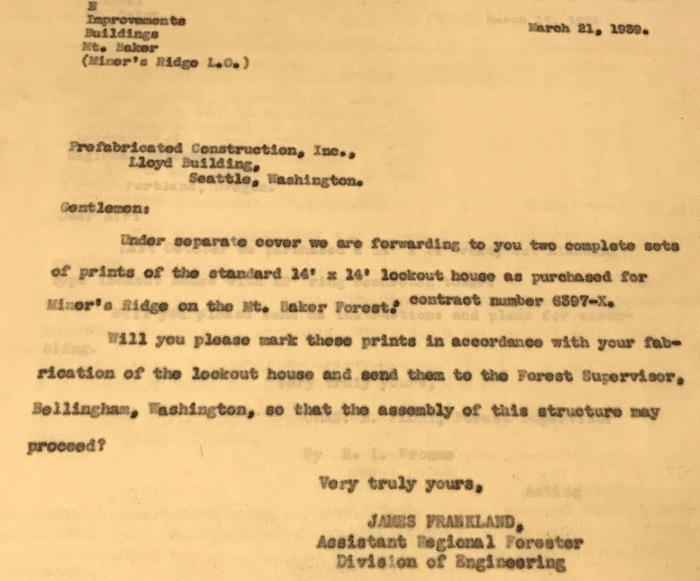 E
Improvements
Buildings
Mt. Baker
(Miner's Ridge L.O.)
March 21, 1939.
Prefabricated Construction, Inc.,
Lloyd Building,
Seattle, Washington.
Gentlemen:
Under separate cover we are forwarding to you two complete sets
of prints of the standard 14' x 14' lookout house as purchased for
Miner's Ridge on the Mt. Baker Forest, contract number 6397-X.
Will you please mark these prints in accordance with your fab-
rication of the lookout house and send them to the Forest Supervisor,
Bellingham, Washington, so that the assembly of this structure may
proceed?
By R. L. Fromme
Acting
Very truly yours,
JAMES FRANKLAND,
Assistant Regional Forester
Division of Engineering